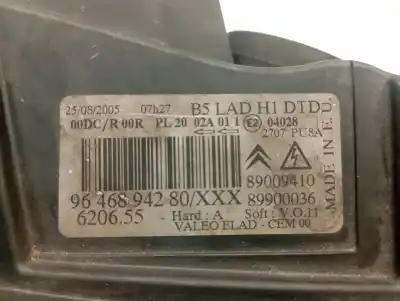 25/08/2005 07h27 B5 LAD H1 DTD
00DC/R 00R PL 20 02A 01 1 E2 04028
2707 PU8A
MADE IN E.U
89009410
96 468 942 80/XXX 89900036
6206.55 Hard : A Soft : V.O.11
VALEO ELAD - CEM 00